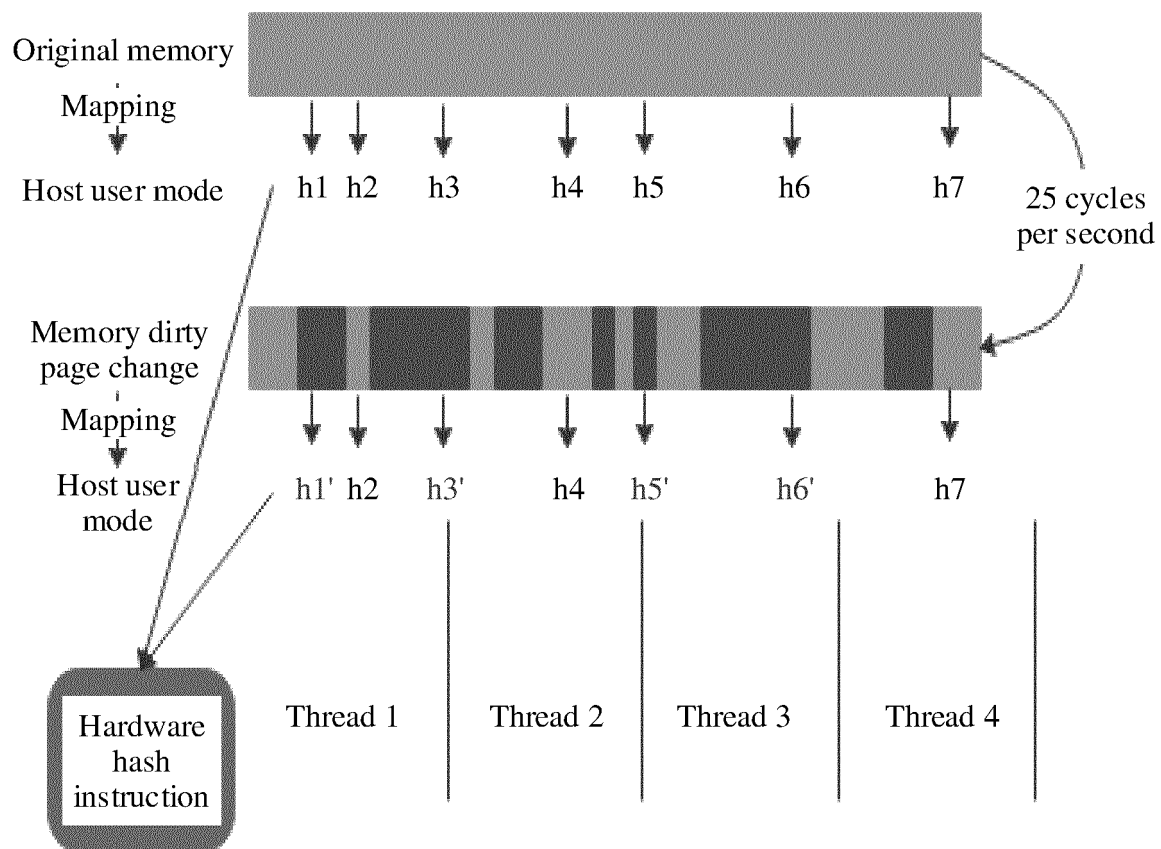 Original memory
Mapping
Host user mode
h1 h2 h3 h4 h5 h6 h7
25 cycles
per second
Memory dirty
page change
Mapping
Host user
mode
h1' h2 h3' h4 h5' h6' h7
Thread 1 Thread 2 Thread 3 Thread 4
Hardware
hash
instruction